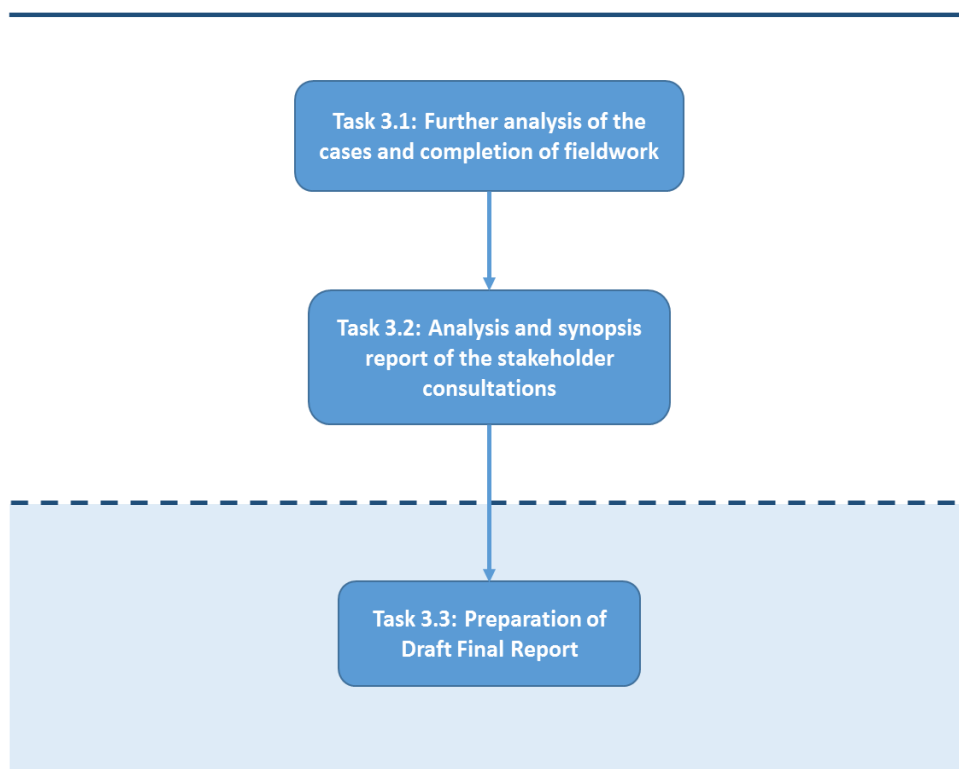 Task 3.1: Further analysis of the
cases and completion of fieldwork
Task 3.2: Analysis and synopsis
report of the stakeholder
consultations
Task 3.3: Preparation of
Draft Final Report